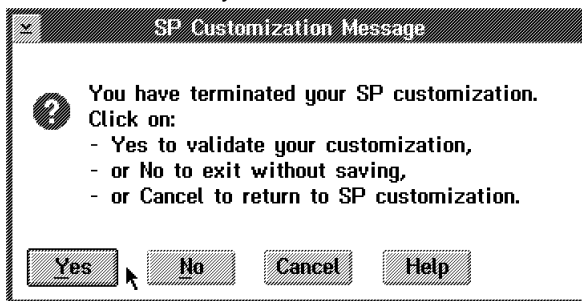 SP Customization Message
You have terminated your SP customization.
Click on:
- Yes to validate your customization,
- or No to exit without saving,
- or Cancel to return to SP customization.
Yes No Cancel Help